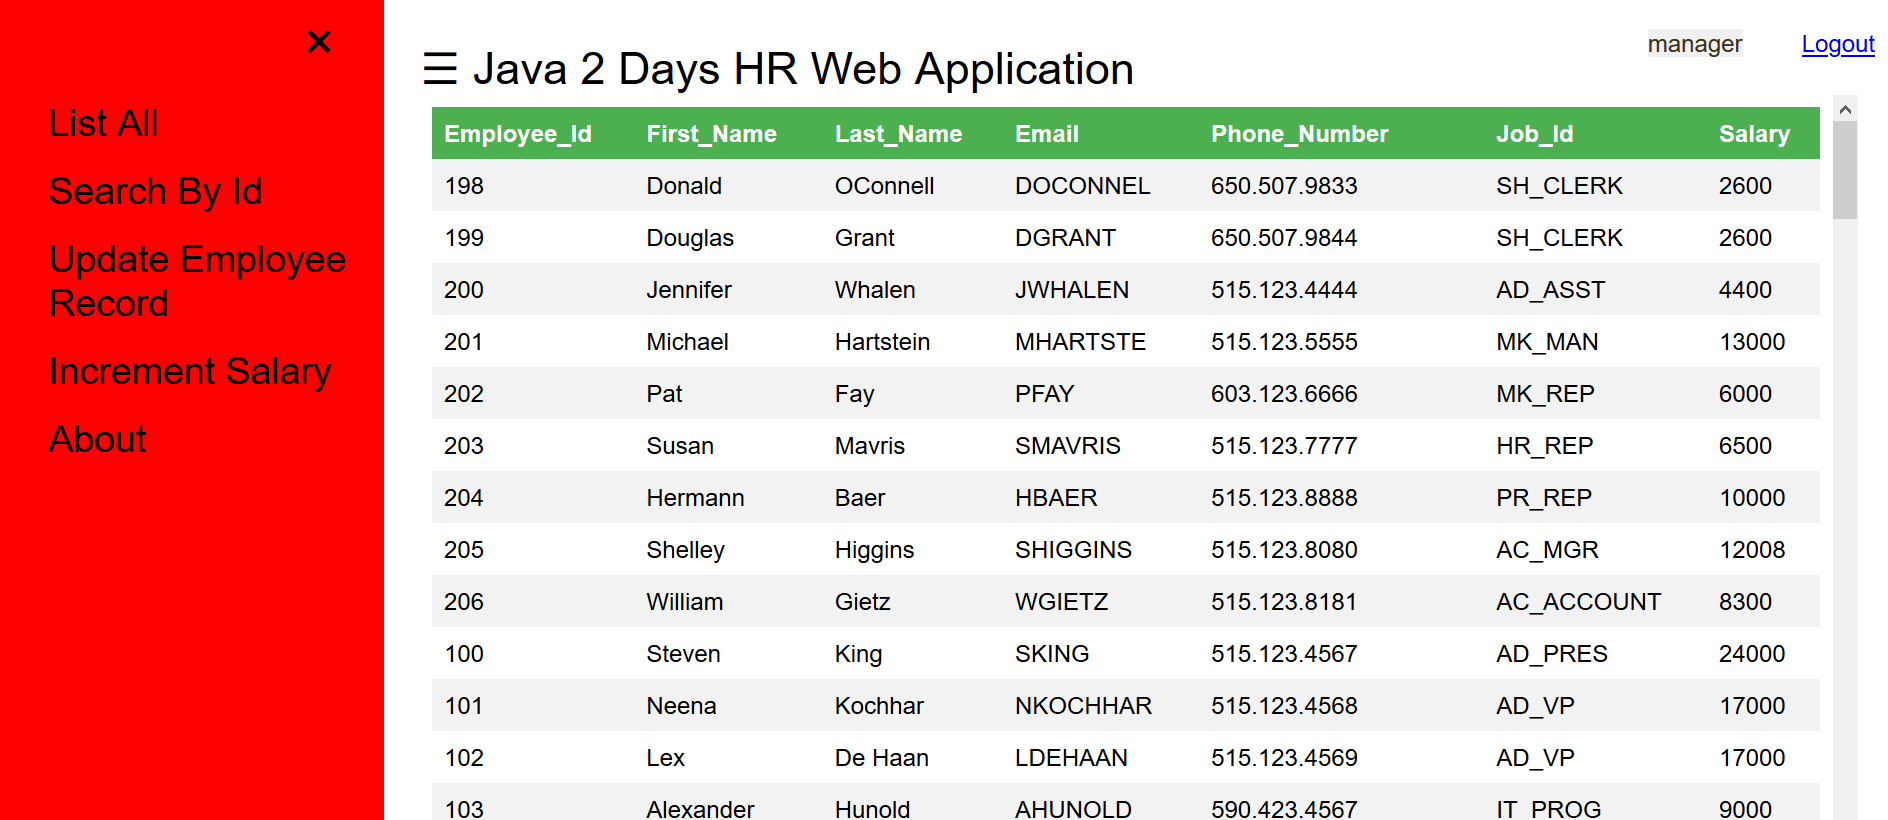 ×
List All
Search By Id
Update Employee
Record
Increment Salary
About
☰ Java 2 Days HR Web Application
manager Logout
Employee_Id First_Name Last_Name Email Phone_Number Job_Id Salary
198 Donald OConnell DOCONNEL 650.507.9833 SH_CLERK 2600
199 Douglas Grant DGRANT 650.507.9844 SH_CLERK 2600
200 Jennifer Whalen JWHALEN 515.123.4444 AD_ASST 4400
201 Michael Hartstein MHARTSTE 515.123.5555 MK_MAN 13000
202 Pat Fay PFAY 603.123.6666 MK_REP 6000
203 Susan Mavris SMAVRIS 515.123.7777 HR_REP 6500
204 Hermann Baer HBAER 515.123.8888 PR_REP 10000
205 Shelley Higgins SHIGGINS 515.123.8080 AC_MGR 12008
206 William Gietz WGIETZ 515.123.8181 AC_ACCOUNT 8300
100 Steven King SKING 515.123.4567 AD_PRES 24000
101 Neena Kochhar NKOCHHAR 515.123.4568 AD_VP 17000
102 Lex De Haan LDEHAAN 515.123.4569 AD_VP 17000
103 Alexander Hunold AHUNOLD 590.423.4567 IT_PROG 9000